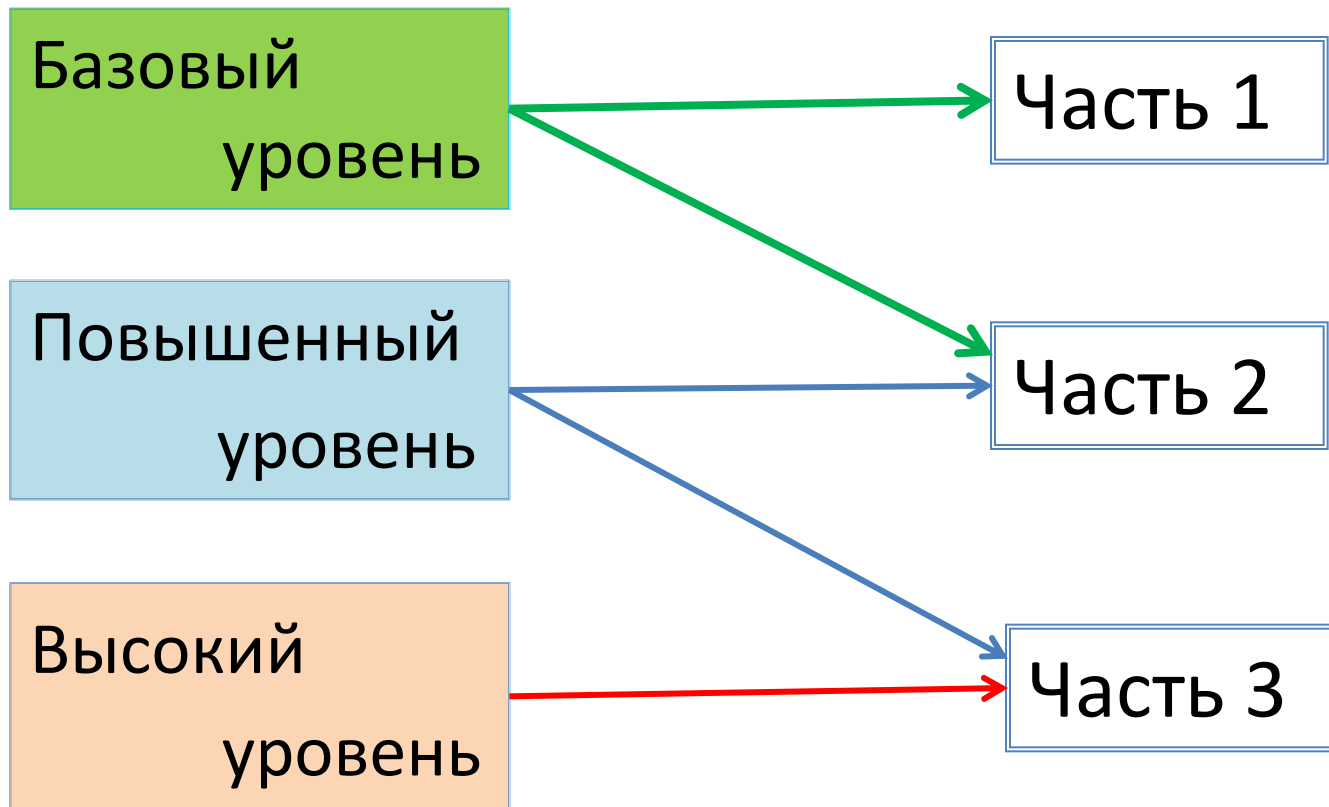 Базовый
уровень
Часть 1
Повышенный
уровень
Часть 2
Высокий
уровень
Часть 3